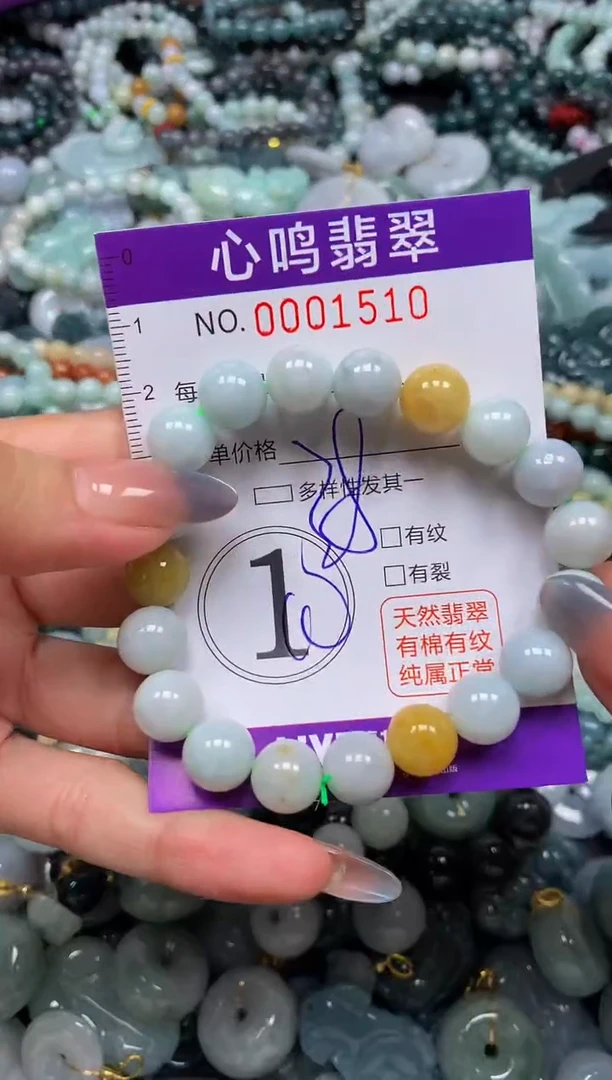 心鸣翡翠
0
1
NO.0001510
2
每
单价格
多样性发其一
有纹
1
有裂
天然翡翠
有棉有纹
纯属正常